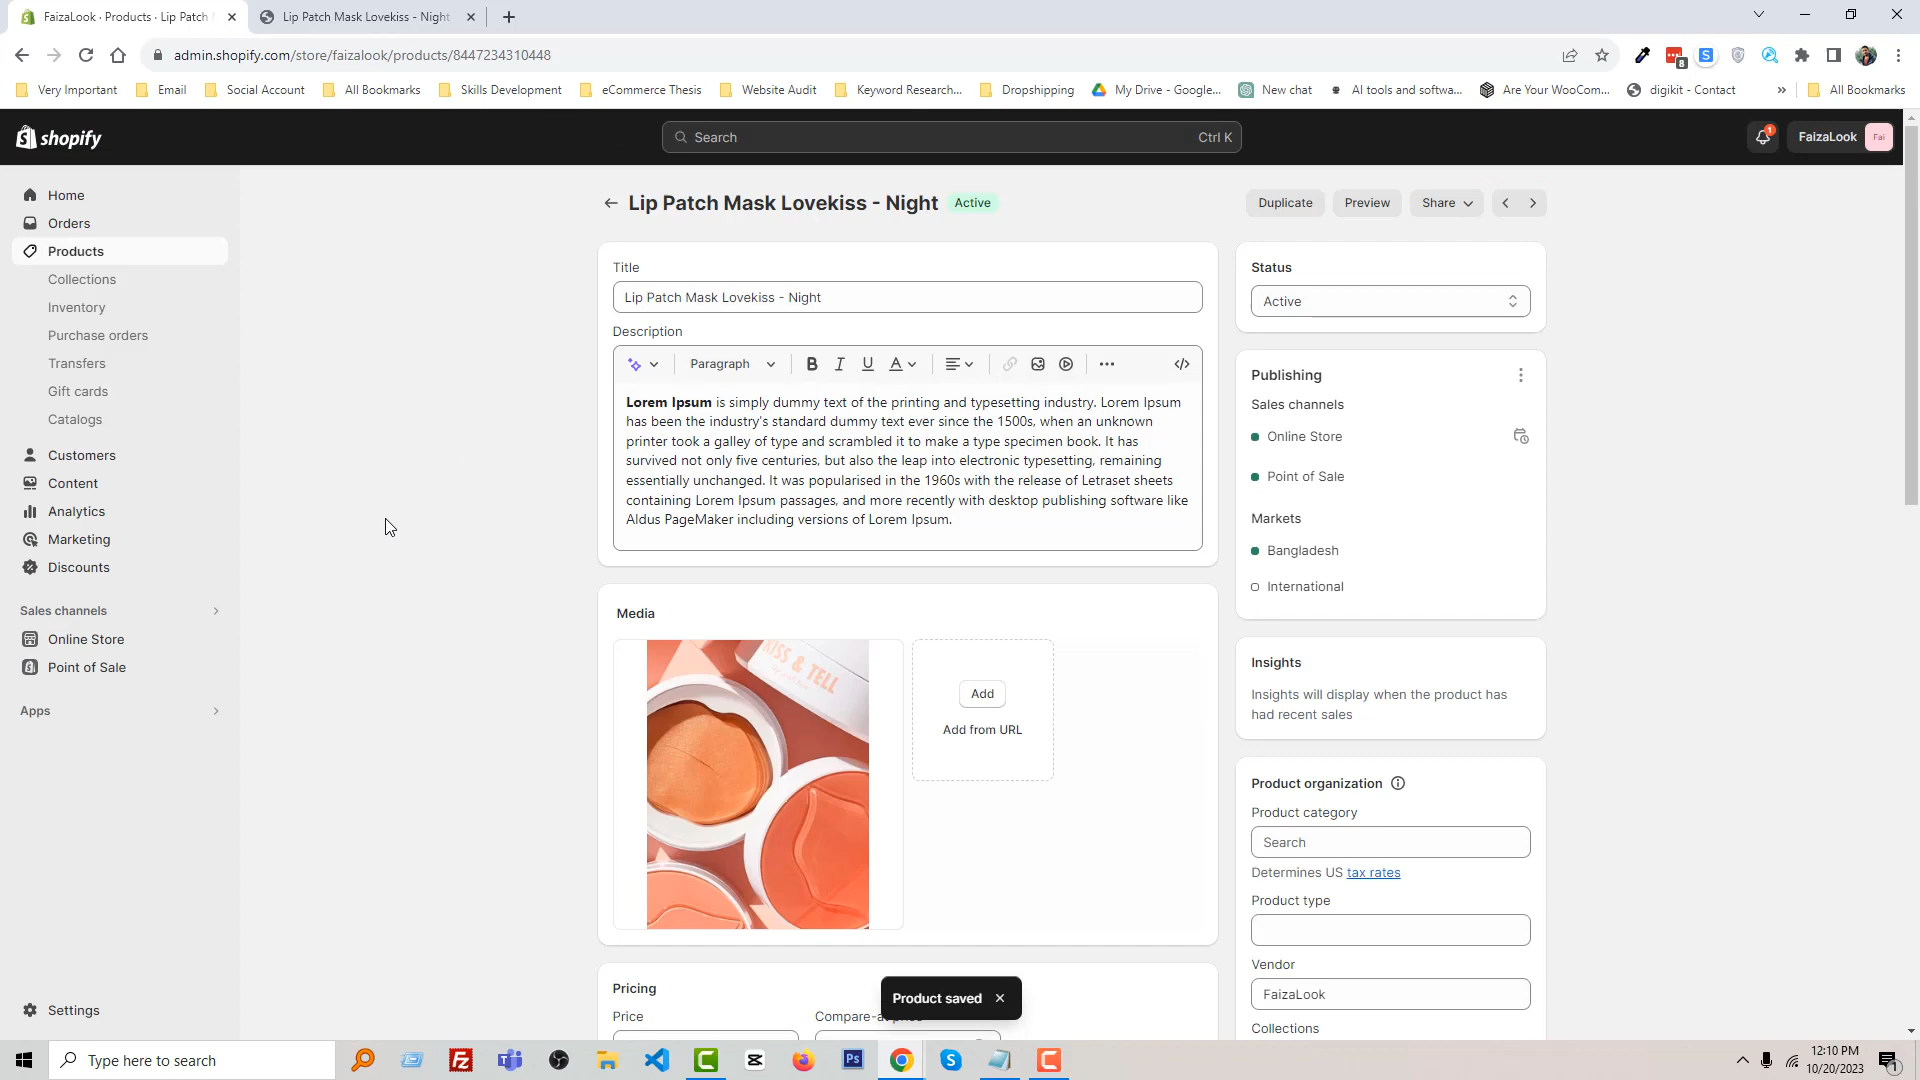 FaizaLook · Products · Lip Patch
Lip Patch Mask Lovekiss - Night
admin.shopify.com/store/faizalook/products/8447234310448
8
S
Very Important
Email
Social Account
All Bookmarks
Skills Development
eCommerce Thesis
Website Audit
Keyword Research...
Dropshipping
My Drive - Google...
New chat
AI tools and softwa...
Are Your WooCom...
digikit - Contact
»
All Bookmarks
shopify
Search
Ctrl K
1
FaizaLook
Fai
Home
Orders
Products
Collections
Inventory
Purchase orders
Transfers
Gift cards
Catalogs
Customers
Content
Analytics
Marketing
Discounts
Sales channels
Online Store
Point of Sale
Apps
Settings
Lip Patch Mask Lovekiss - Night
Active
Duplicate
Preview
Share
Title
Lip Patch Mask Lovekiss - Night
Description
Paragraph
B I U A
Lorem Ipsum is simply dummy text of the printing and typesetting industry. Lorem Ipsum
has been the industry's standard dummy text ever since the 1500s, when an unknown
printer took a galley of type and scrambled it to make a type specimen book. It has
survived not only five centuries, but also the leap into electronic typesetting, remaining
essentially unchanged. It was popularised in the 1960s with the release of Letraset sheets
containing Lorem Ipsum passages, and more recently with desktop publishing software like
Aldus PageMaker including versions of Lorem Ipsum.
Media
KISS & TELL
Add
Add from URL
Pricing
Price
Compare-at price
Product saved
Status
Active
Publishing
Sales channels
Online Store
Point of Sale
Markets
Bangladesh
International
Insights
Insights will display when the product has
had recent sales
Product organization
Product category
Search
Determines US tax rates
Product type
Vendor
FaizaLook
Collections
Type here to search
Ps
12:10 PM
10/20/2023
1